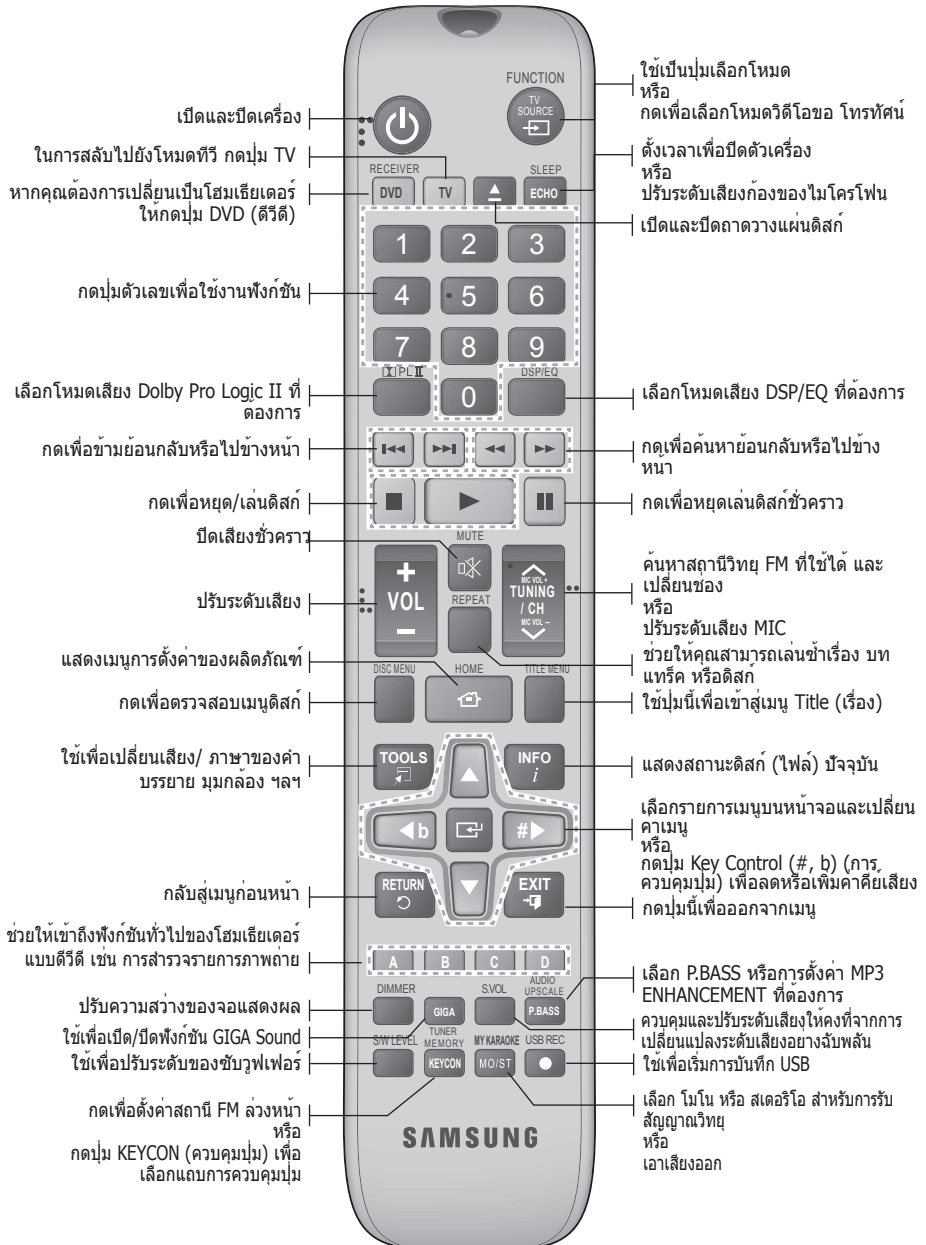 FUNCTION
TV
SOURCE
RECEIVER
SLEEP
DVD
TV
ECHO
1
2
3
4
5
6
7
8
9
PL II
0
DSP/EQ
MUTE
+
VOL
−
REPEAT
MIC VOL +
TUNING
/ CH
MIC VOL −
DISC MENU
HOME
TITLE MENU
TOOLS
INFO
i
b
#
RETURN
EXIT
A
B
C
D
DIMMER
S.VOL
AUDIO
UPSCALE
GIGA
P.BASS
S/W LEVEL
TUNER
MEMORY
MY KARAOKE
USB REC
KEYCON
MO/ST
SAMSUNG
เปิดและปิดเครื่อง
ในการสลับไปยังโหมดทีวี กดปุ่ม TV
หากคุณต้องการเปลี่ยนเป็นโฮมเธียเตอร์
ให้กดปุ่ม DVD (ดีวีดี)
กดปุ่มตัวเลขเพื่อใช้งานฟังก์ชัน
เลือกโหมดเสียง Dolby Pro Logic II ที่
ต้องการ
กดเพื่อข้ามย้อนกลับหรือไปข้างหน้า
กดเพื่อหยุด/เล่นดิสก์
ปิดเสียงชั่วคราว
ปรับระดับเสียง
แสดงเมนูการตั้งค่าของผลิตภัณฑ์
กดเพื่อตรวจสอบเมนูดิสก์
ใช้เพื่อเปลี่ยนเสียง/ ภาษาของคำ
บรรยาย มุมกล้อง ฯลฯ
กลับสู่เมนูก่อนหน้า
ช่วยให้เข้าถึงฟังก์ชันทั่วไปของโฮมเธียเตอร์
แบบดีวีดี เช่น การสำรวจรายการภาพถ่าย
ปรับความสว่างของจอแสดงผล
ใช้เพื่อเปิด/ปิดฟังก์ชัน GIGA Sound
ใช้เพื่อปรับระดับของซับวูฟเฟอร์
กดเพื่อตั้งค่าสถานี FM ล่วงหน้า
หรือ
กดปุ่ม KEYCON (ควบคุมปุ่ม) เพื่อ
เลือกแถบการควบคุมปุ่ม
ใช้เป็นปุ่มเลือกโหมด
หรือ
กดเพื่อเลือกโหมดวิดีโอขอ โทรทัศน์
ตั้งเวลาเพื่อปิดตัวเครื่อง
หรือ
ปรับระดับเสียงก้องของไมโครโฟน
เปิดและปิดถาดวางแผ่นดิสก์
เลือกโหมดเสียง DSP/EQ ที่ต้องการ
กดเพื่อค้นหาย้อนกลับหรือไปข้าง
หน้า
กดเพื่อหยุดเล่นดิสก์ชั่วคราว
ค้นหาสถานีวิทยุ FM ที่ใช้ได้ และ
เปลี่ยนช่อง
หรือ
ปรับระดับเสียง MIC
ช่วยให้คุณสามารถเล่นซ้ำเรื่อง บท
แทร็ค หรือดิสก์
ใช้ปุ่มนี้เพื่อเข้าสู่เมนู Title (เรื่อง)
แสดงสถานะดิสก์ (ไฟล์) ปัจจุบัน
เลือกรายการเมนูบนหน้าจอและเปลี่ยน
ค่าเมนู
หรือ
กดปุ่ม Key Control (#, b) (การ
ควบคุมปุ่ม) เพื่อลดหรือเพิ่มค่าคีย์เสียง
กดปุ่มนี้เพื่อออกจากเมนู
เลือก P.BASS หรือการตั้งค่า MP3
ENHANCEMENT ที่ต้องการ
ควบคุมและปรับระดับเสียงให้คงที่จากการ
เปลี่ยนแปลงระดับเสียงอย่างฉับพลัน
ใช้เพื่อเริ่มการบันทึก USB
เลือก โมโน หรือ สเตอริโอ สำหรับการรับ
สัญญาณวิทยุ
หรือ
เอาเสียงออก